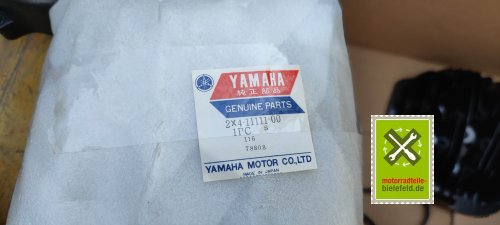 YAMAHA
純正部品
GENUINE PARTS
2X4-11111-00
1PC B
116
YAMAHA MOTOR CO.,LTD
MADE IN JAPAN
motorradteile-
bielefeld.de